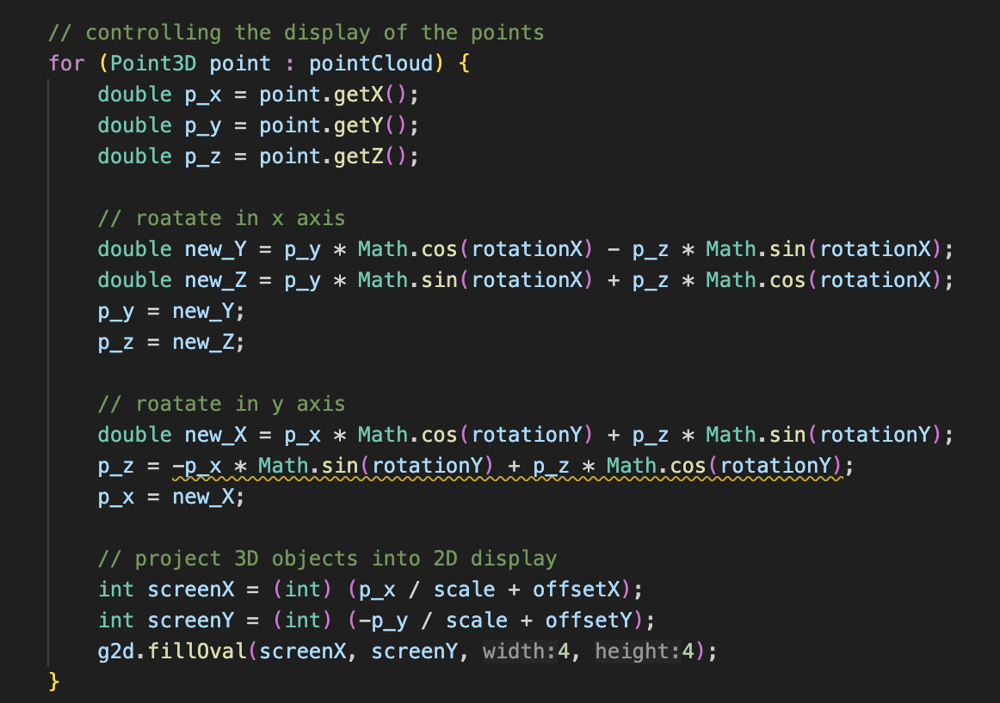 // controlling the display of the points
for (Point3D point : pointCloud) {
    double p_x = point.getX();
    double p_y = point.getY();
    double p_z = point.getZ();

    // roatate in x axis
    double new_Y = p_y * Math.cos(rotationX) - p_z * Math.sin(rotationX);
    double new_Z = p_y * Math.sin(rotationX) + p_z * Math.cos(rotationX);
    p_y = new_Y;
    p_z = new_Z;

    // roatate in y axis
    double new_X = p_x * Math.cos(rotationY) + p_z * Math.sin(rotationY);
    p_z = -p_x * Math.sin(rotationY) + p_z * Math.cos(rotationY);
    p_x = new_X;

    // project 3D objects into 2D display
    int screenX = (int) (p_x / scale + offsetX);
    int screenY = (int) (-p_y / scale + offsetY);
    g2d.fillOval(screenX, screenY, width:4, height:4);
}